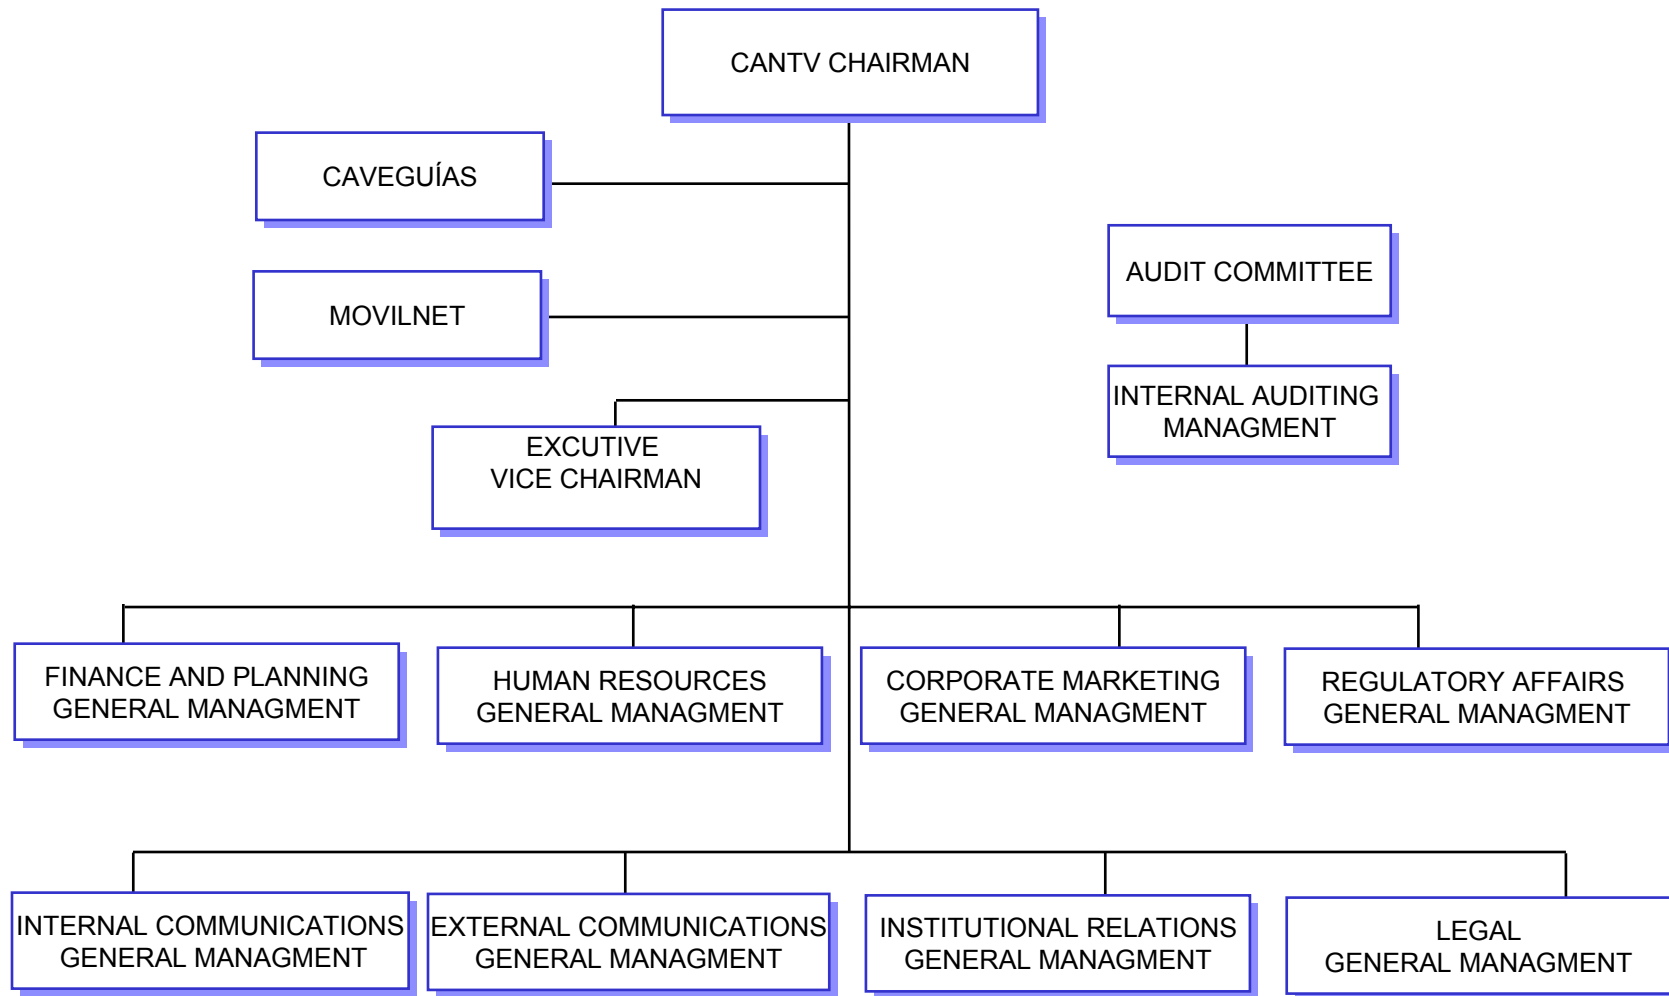 CANTV CHAIRMAN
CAVEGUÍAS
AUDIT COMMITTEE
MOVILNET
INTERNAL AUDITING
MANAGMENT
EXCUTIVE
VICE CHAIRMAN
FINANCE AND PLANNING
GENERAL MANAGMENT
HUMAN RESOURCES
GENERAL MANAGMENT
CORPORATE MARKETING
GENERAL MANAGMENT
REGULATORY AFFAIRS
GENERAL MANAGMENT
INTERNAL COMMUNICATIONS
GENERAL MANAGMENT
EXTERNAL COMMUNICATIONS
GENERAL MANAGMENT
INSTITUTIONAL RELATIONS
GENERAL MANAGMENT
LEGAL
GENERAL MANAGMENT